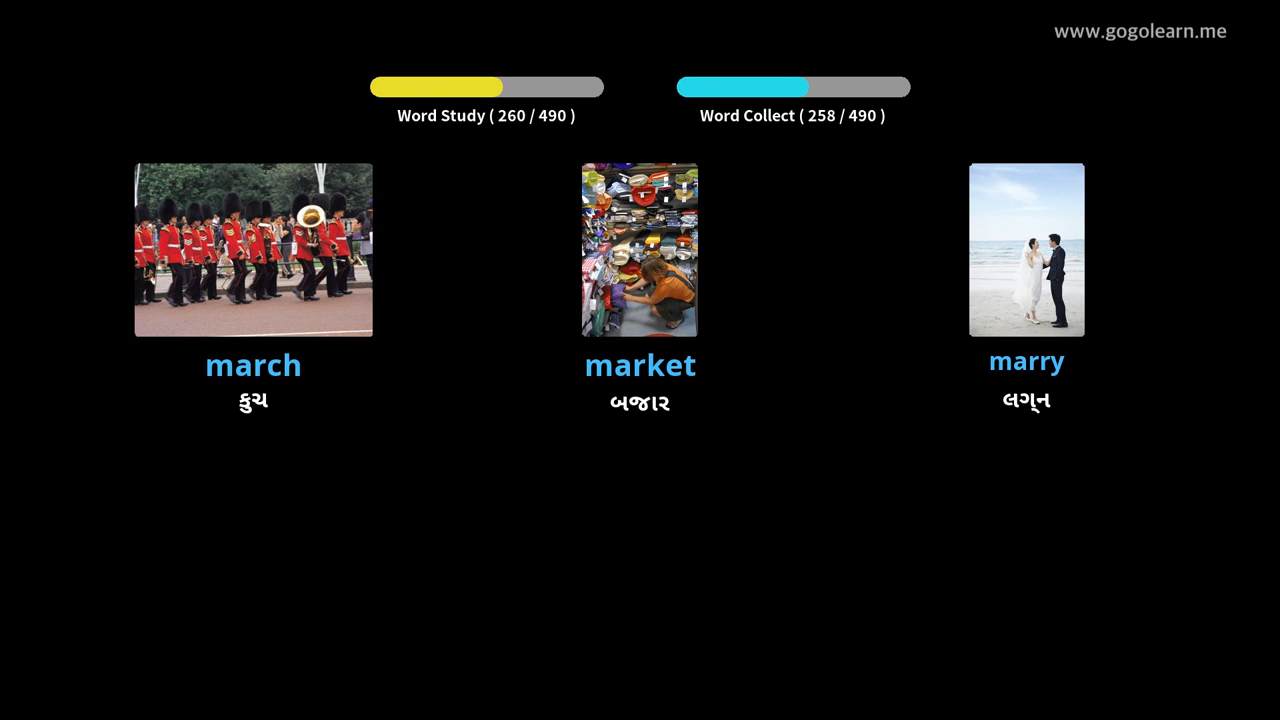 www.gogolearn.me
Word Study ( 260 / 490 )
Word Collect ( 258 / 490 )
march
market
marry
કુચ
બજાર
લગ્ન